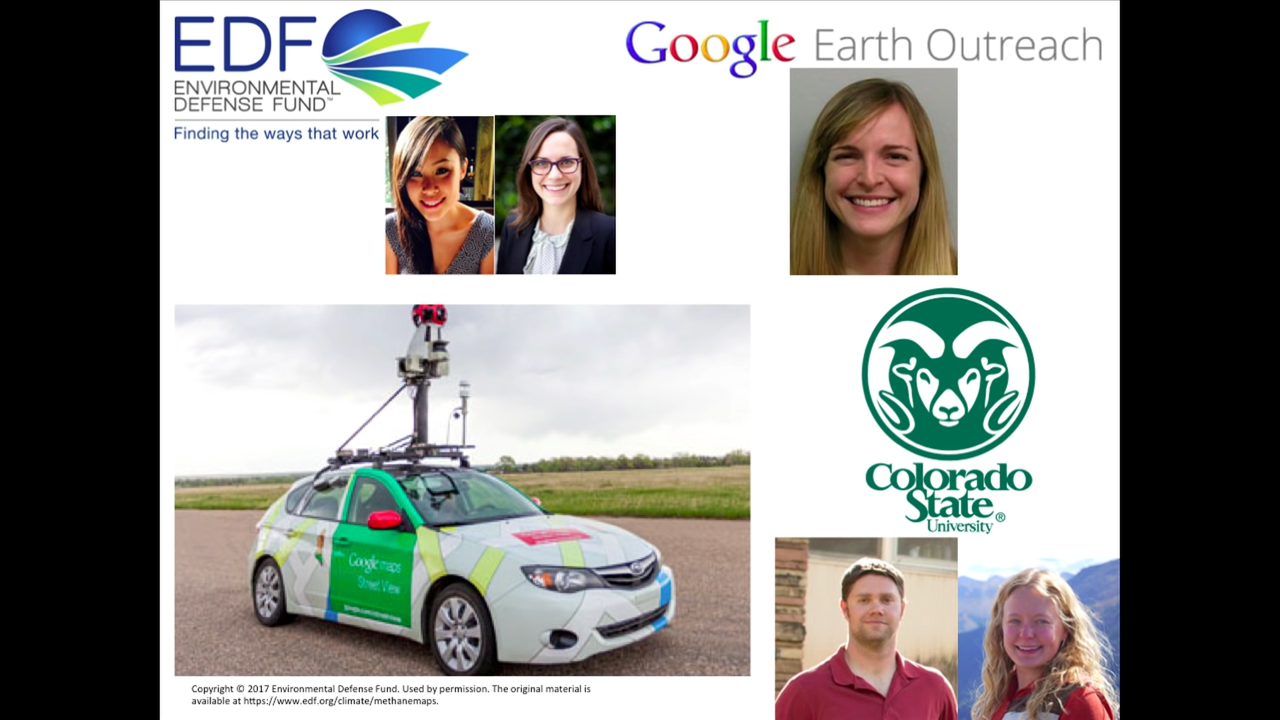 EDF
ENVIRONMENTAL
DEFENSE FUND™
Finding the ways that work
Google Earth Outreach
Google maps
Street View
Colorado
State
University®
Copyright © 2017 Environmental Defense Fund. Used by permission. The original material is
available at https://www.edf.org/climate/methanemaps.